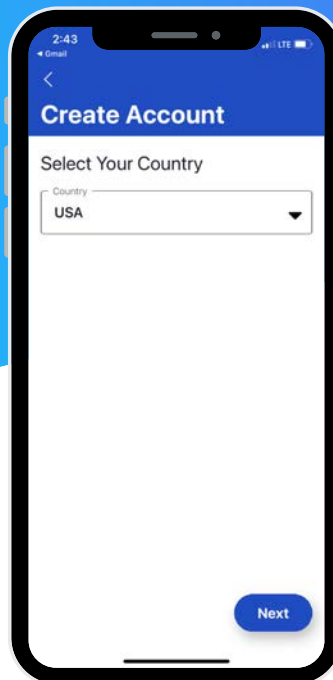 2:43
LTE
◀ Gmail
Create Account
Select Your Country
Country
USA
Next